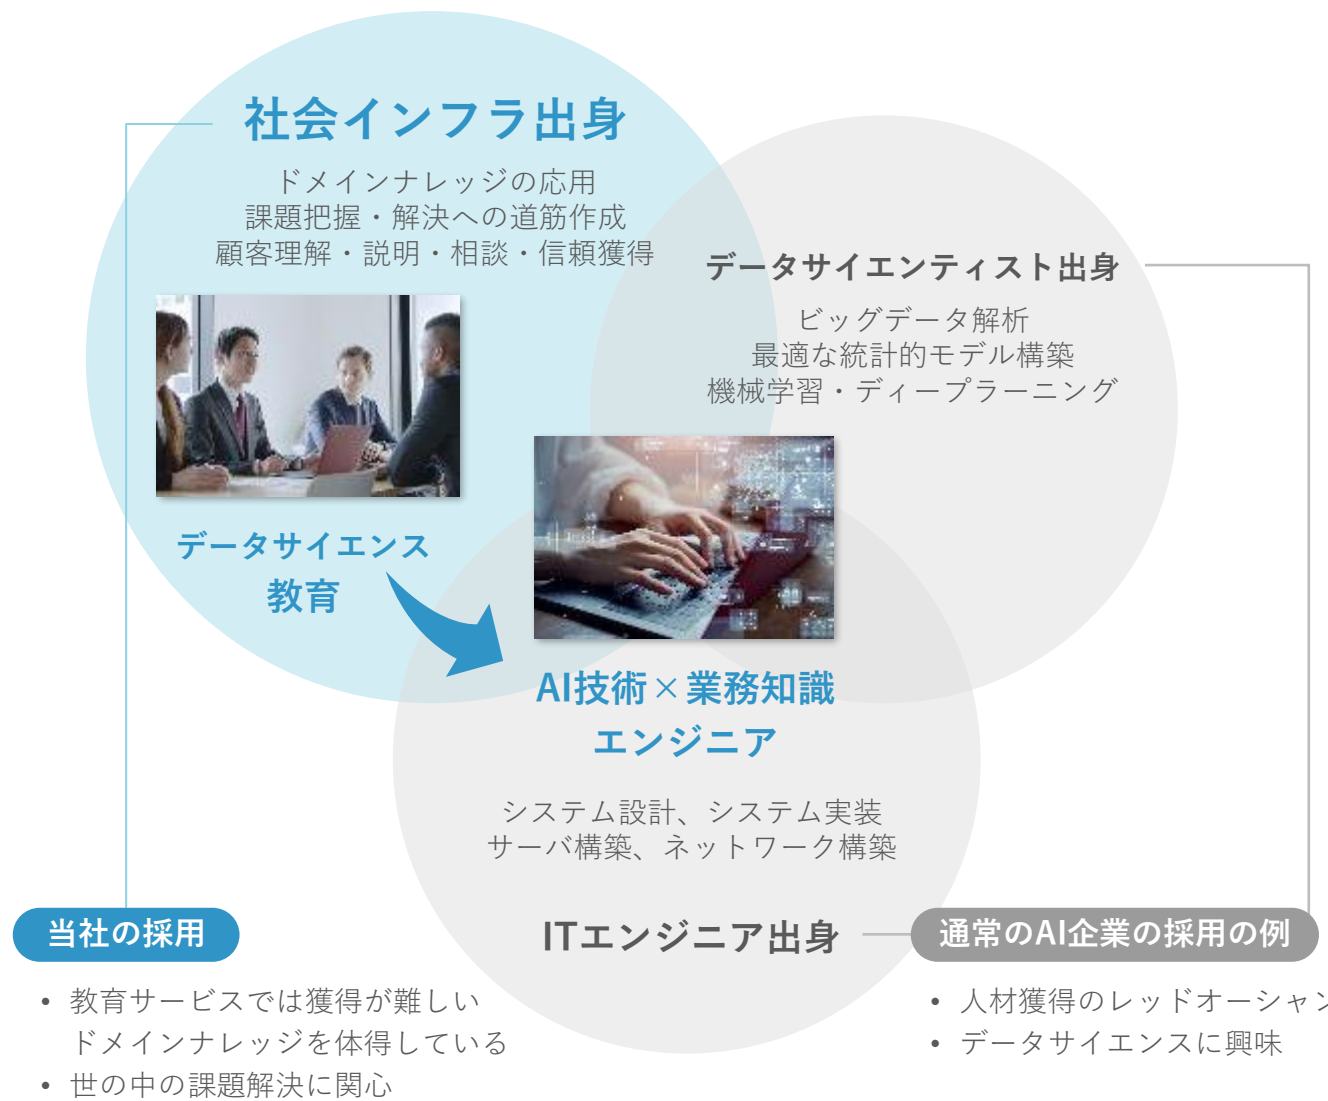 社会インフラ出身
ドメインナレッジの応用
課題把握・解決への道筋作成
顧客理解・説明・相談・信頼獲得
データサイエンティスト出身
ビッグデータ解析
最適な統計的モデル構築
機械学習・ディープラーニング
データサイエンス
教育
AI技術×業務知識
エンジニア
システム設計、システム実装
サーバ構築、ネットワーク構築
ITエンジニア出身
当社の採用
• 教育サービスでは獲得が難しい
ドメインナレッジを体得している
• 世の中の課題解決に関心
通常のAI企業の採用の例
• 人材獲得のレッドオーシャン
• データサイエンスに興味